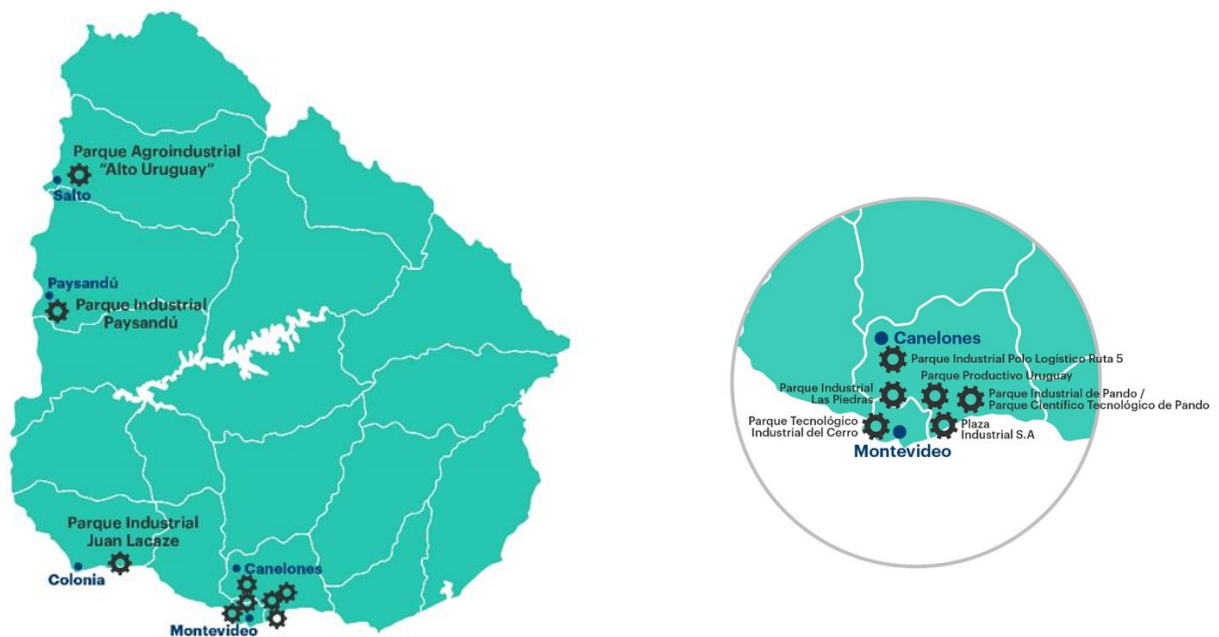 Parque Agroindustrial
“Alto Uruguay”
Salto
Paysandú
Parque Industrial
Paysandú
Parque Industrial
Juan Lacaze
Colonia
Canelones
Montevideo
Canelones
Parque Industrial Polo Logístico Ruta 5
Parque Productivo Uruguay
Parque Industrial
Las Piedras
Parque Industrial de Pando /
Parque Científico Tecnológico de Pando
Parque Tecnológico
Industrial del Cerro
Plaza
Industrial S.A
Montevideo